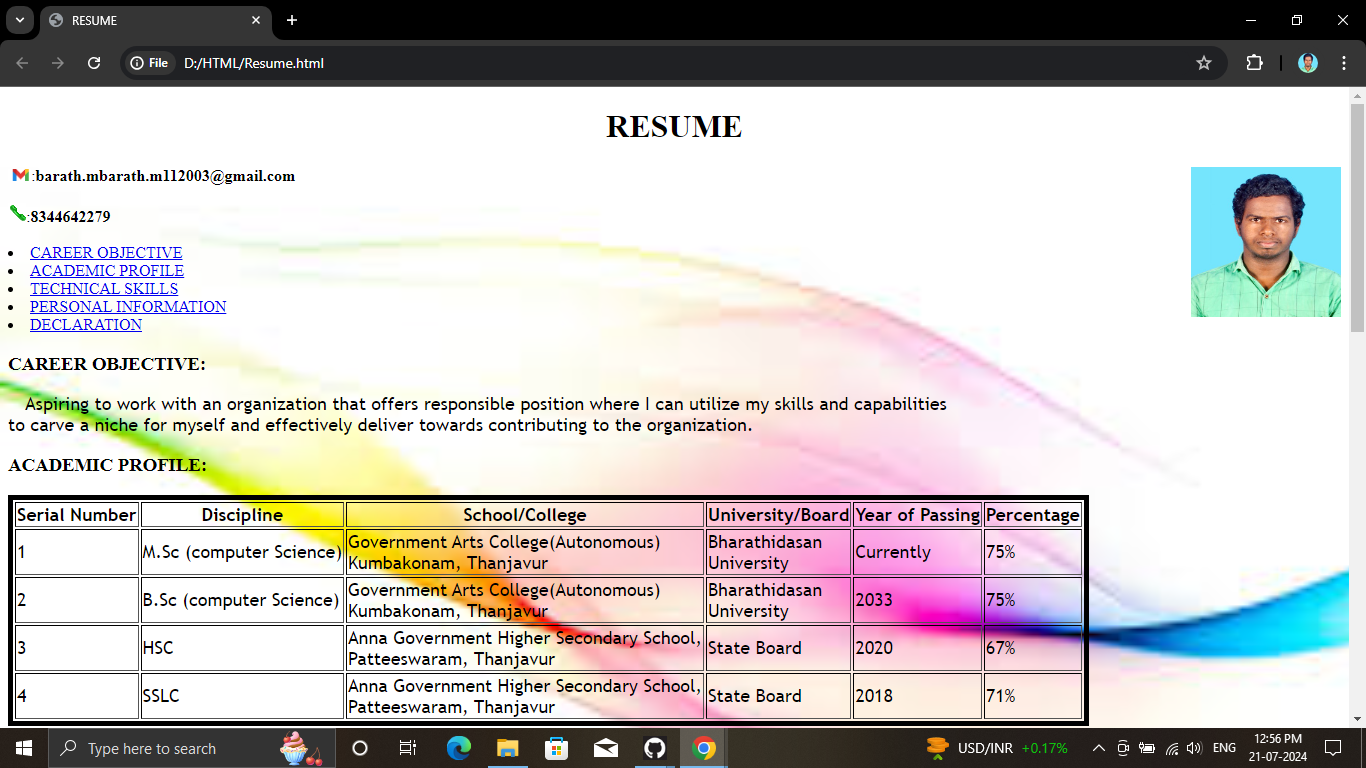 RESUME
File D:/HTML/Resume.html
RESUME
:barath.mbarath.m112003@gmail.com
:8344642279
CAREER OBJECTIVE
ACADEMIC PROFILE
TECHNICAL SKILLS
PERSONAL INFORMATION
DECLARATION
CAREER OBJECTIVE:
Aspiring to work with an organization that offers responsible position where I can utilize my skills and capabilities
to carve a niche for myself and effectively deliver towards contributing to the organization.
ACADEMIC PROFILE:
Serial Number Discipline School/College University/Board Year of Passing Percentage
1 M.Sc (computer Science) Government Arts College(Autonomous) Kumbakonam, Thanjavur Bharathidasan University Currently 75%
2 B.Sc (computer Science) Government Arts College(Autonomous) Kumbakonam, Thanjavur Bharathidasan University 2033 75%
3 HSC Anna Government Higher Secondary School, Patteeswaram, Thanjavur State Board 2020 67%
4 SSLC Anna Government Higher Secondary School, Patteeswaram, Thanjavur State Board 2018 71%
Type here to search USD/INR +0.17% ENG 12:56 PM
21-07-2024